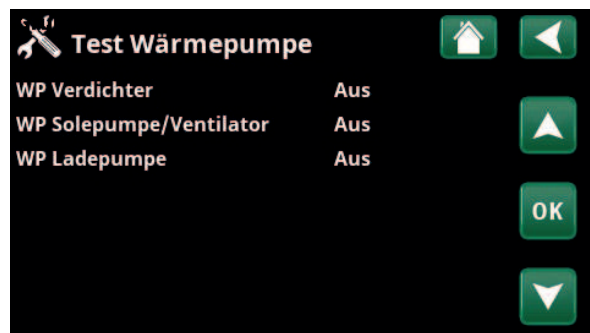 Test Wärmepumpe
WP Verdichter Aus
WP Solepumpe/Ventilator Aus
WP Ladepumpe Aus
OK